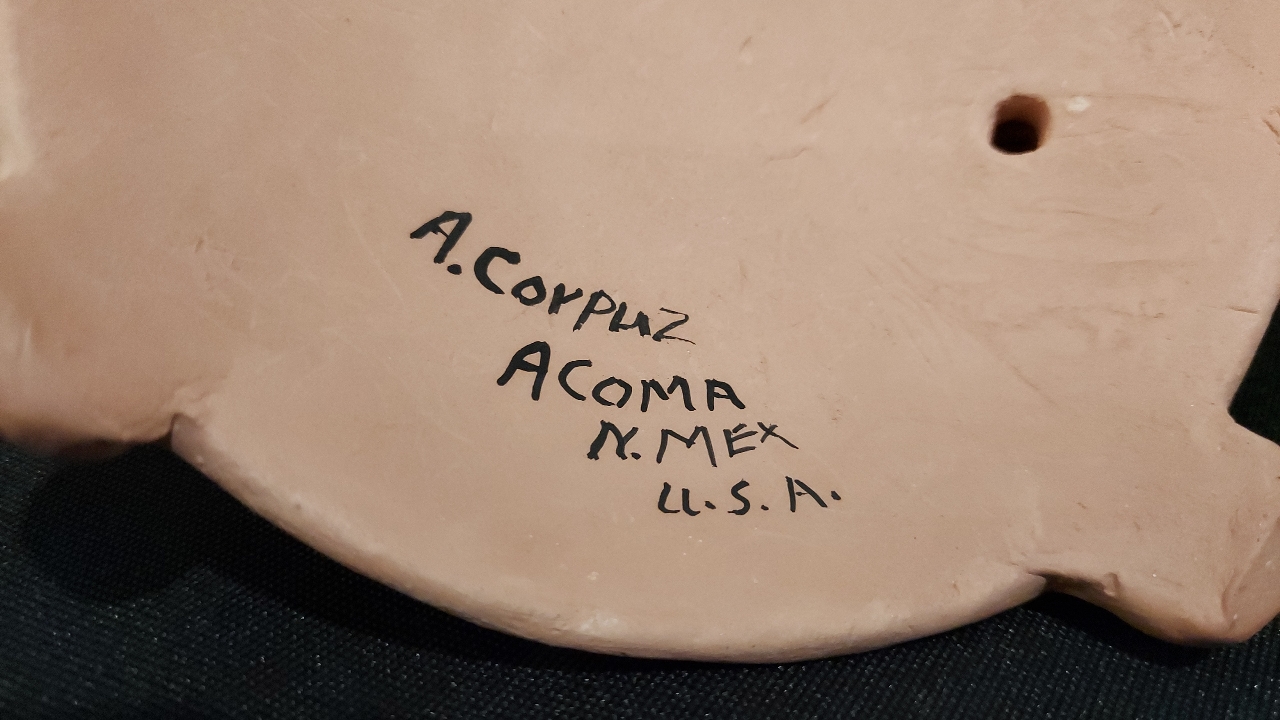 A. Corpuz
ACOMA
N. MEX
U.S.A.